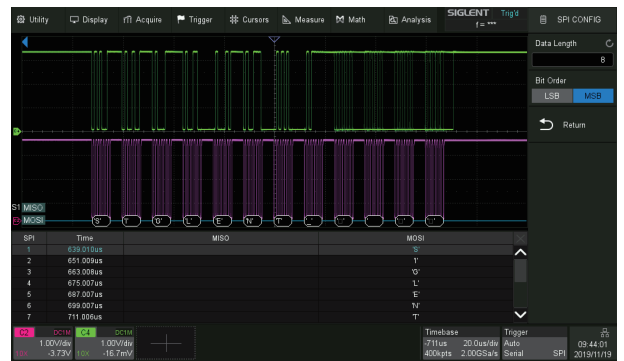 Utility Display Acquire Trigger Cursors Measure Math Analysis SIGLENT Trig'd f = *** SPI CONFIG
Data Length
8
Bit Order
LSB MSB
Return
S1 MISO
MOSI 'S' 'I' 'G' 'L' 'E' 'N' 'T'
SPI Time MISO MOSI
1 639.010us 'S'
2 651.009us 'I'
3 663.008us 'G'
4 675.007us 'L'
5 687.007us 'E'
6 699.007us 'N'
7 711.006us 'T'
C2 DC1M C4 DC1M Timebase Trigger
1.00V/div 1.00V/div -711us 20.0us/div Auto 09:44:01
10X -3.73V 10X -16.7mV 400kpts 2.00GSa/s Serial SPI 2019/11/19